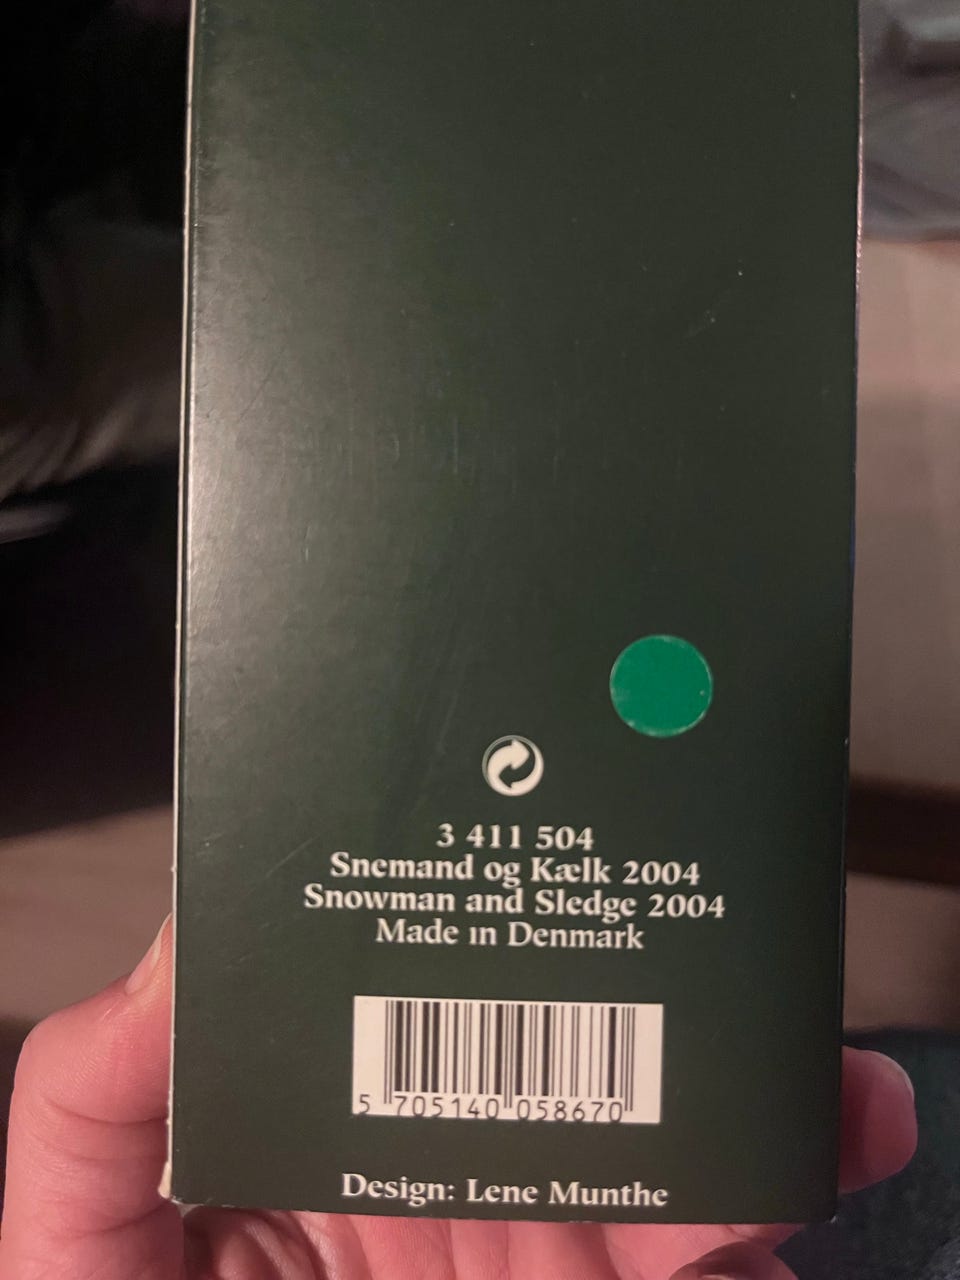 3 411 504
Snemand og Kælk 2004
Snowman and Sledge 2004
Made in Denmark
5 705140 058670
Design: Lene Munthe